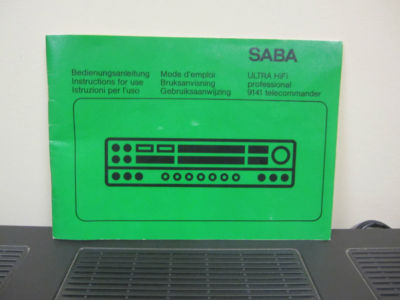 SABA
Bedienungsanleitung
Instructions for use
Istruzioni per l'uso
Mode d'emploi
Bruksanvisning
Gebruiksaanwijzing
ULTRA HiFi
professional
9141 telecommander